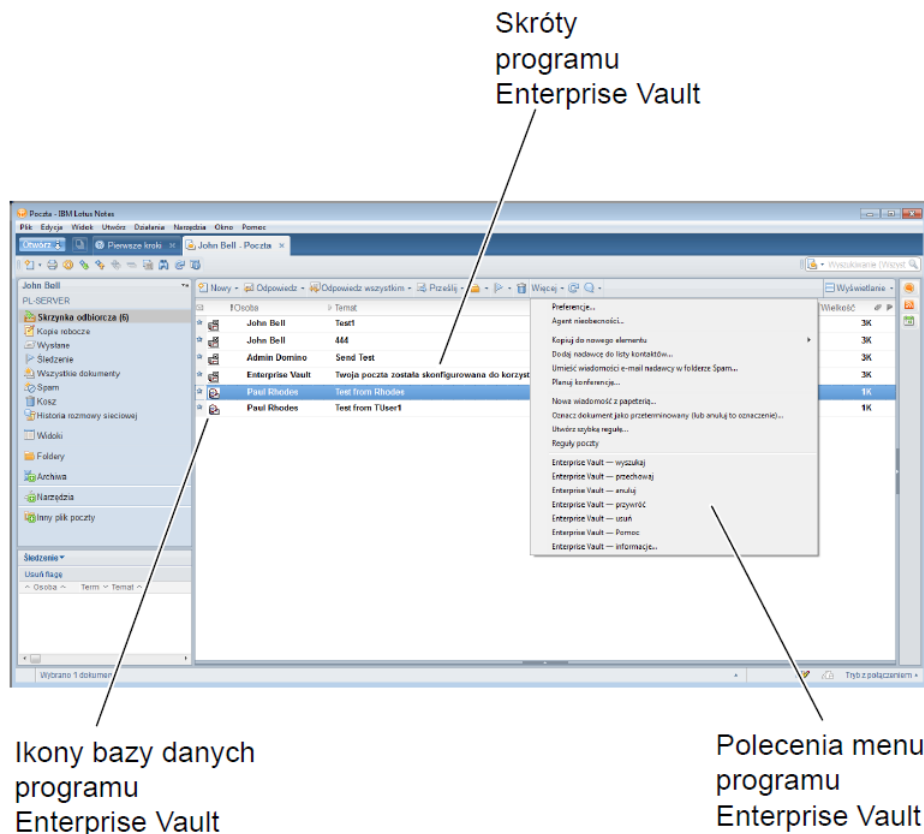 Skróty
programu
Enterprise Vault
Poczta - IBM Lotus Notes
Plik Edycja Widok Utwórz Działania Narzędzia Okno Pomoc
Otwórz Pierwsze kroki × John Bell - Poczta ×
Wyszukiwanie (Wszyst
John Bell
PL-SERVER
Skrzynka odbiorcza (6)
Kopie robocze
Wysłane
Śledzenie
Wszystkie dokumenty
Spam
Kosz
Historia rozmowy sieciowej
Widoki
Foldery
Archiwa
Narzędzia
Inny plik poczty
Śledzenie
Usuń flagę
Osoba Term Temat
Nowy Odpowiedz Odpowiedz wszystkim Prześlij Więcej Wyświetlanie
! Osoba Temat Wielkość
John Bell Test1 3K
John Bell 444 3K
Admin Domino Send Test 3K
Enterprise Vault Twoja poczta została skonfigurowana do korzyst 3K
Paul Rhodes Test from Rhodes 1K
Paul Rhodes Test from TUser1 1K
Preferencje...
Agent nieobecności...
Kopiuj do nowego elementu
Dodaj nadawcę do listy kontaktów...
Umieść wiadomości e-mail nadawcy w folderze Spam...
Planuj konferencję...
Nowa wiadomość z papeterią...
Oznacz dokument jako przeterminowany (lub anuluj to oznaczenie)...
Utwórz szybką regułę...
Reguły poczty
Enterprise Vault — wyszukaj
Enterprise Vault — przechowaj
Enterprise Vault — anuluj
Enterprise Vault — przywróć
Enterprise Vault — usuń
Enterprise Vault — Pomoc
Enterprise Vault — informacje...
Wybrano 1 dokument Tryb z połączeniem
Ikony bazy danych
programu
Enterprise Vault
Polecenia menu
programu
Enterprise Vault